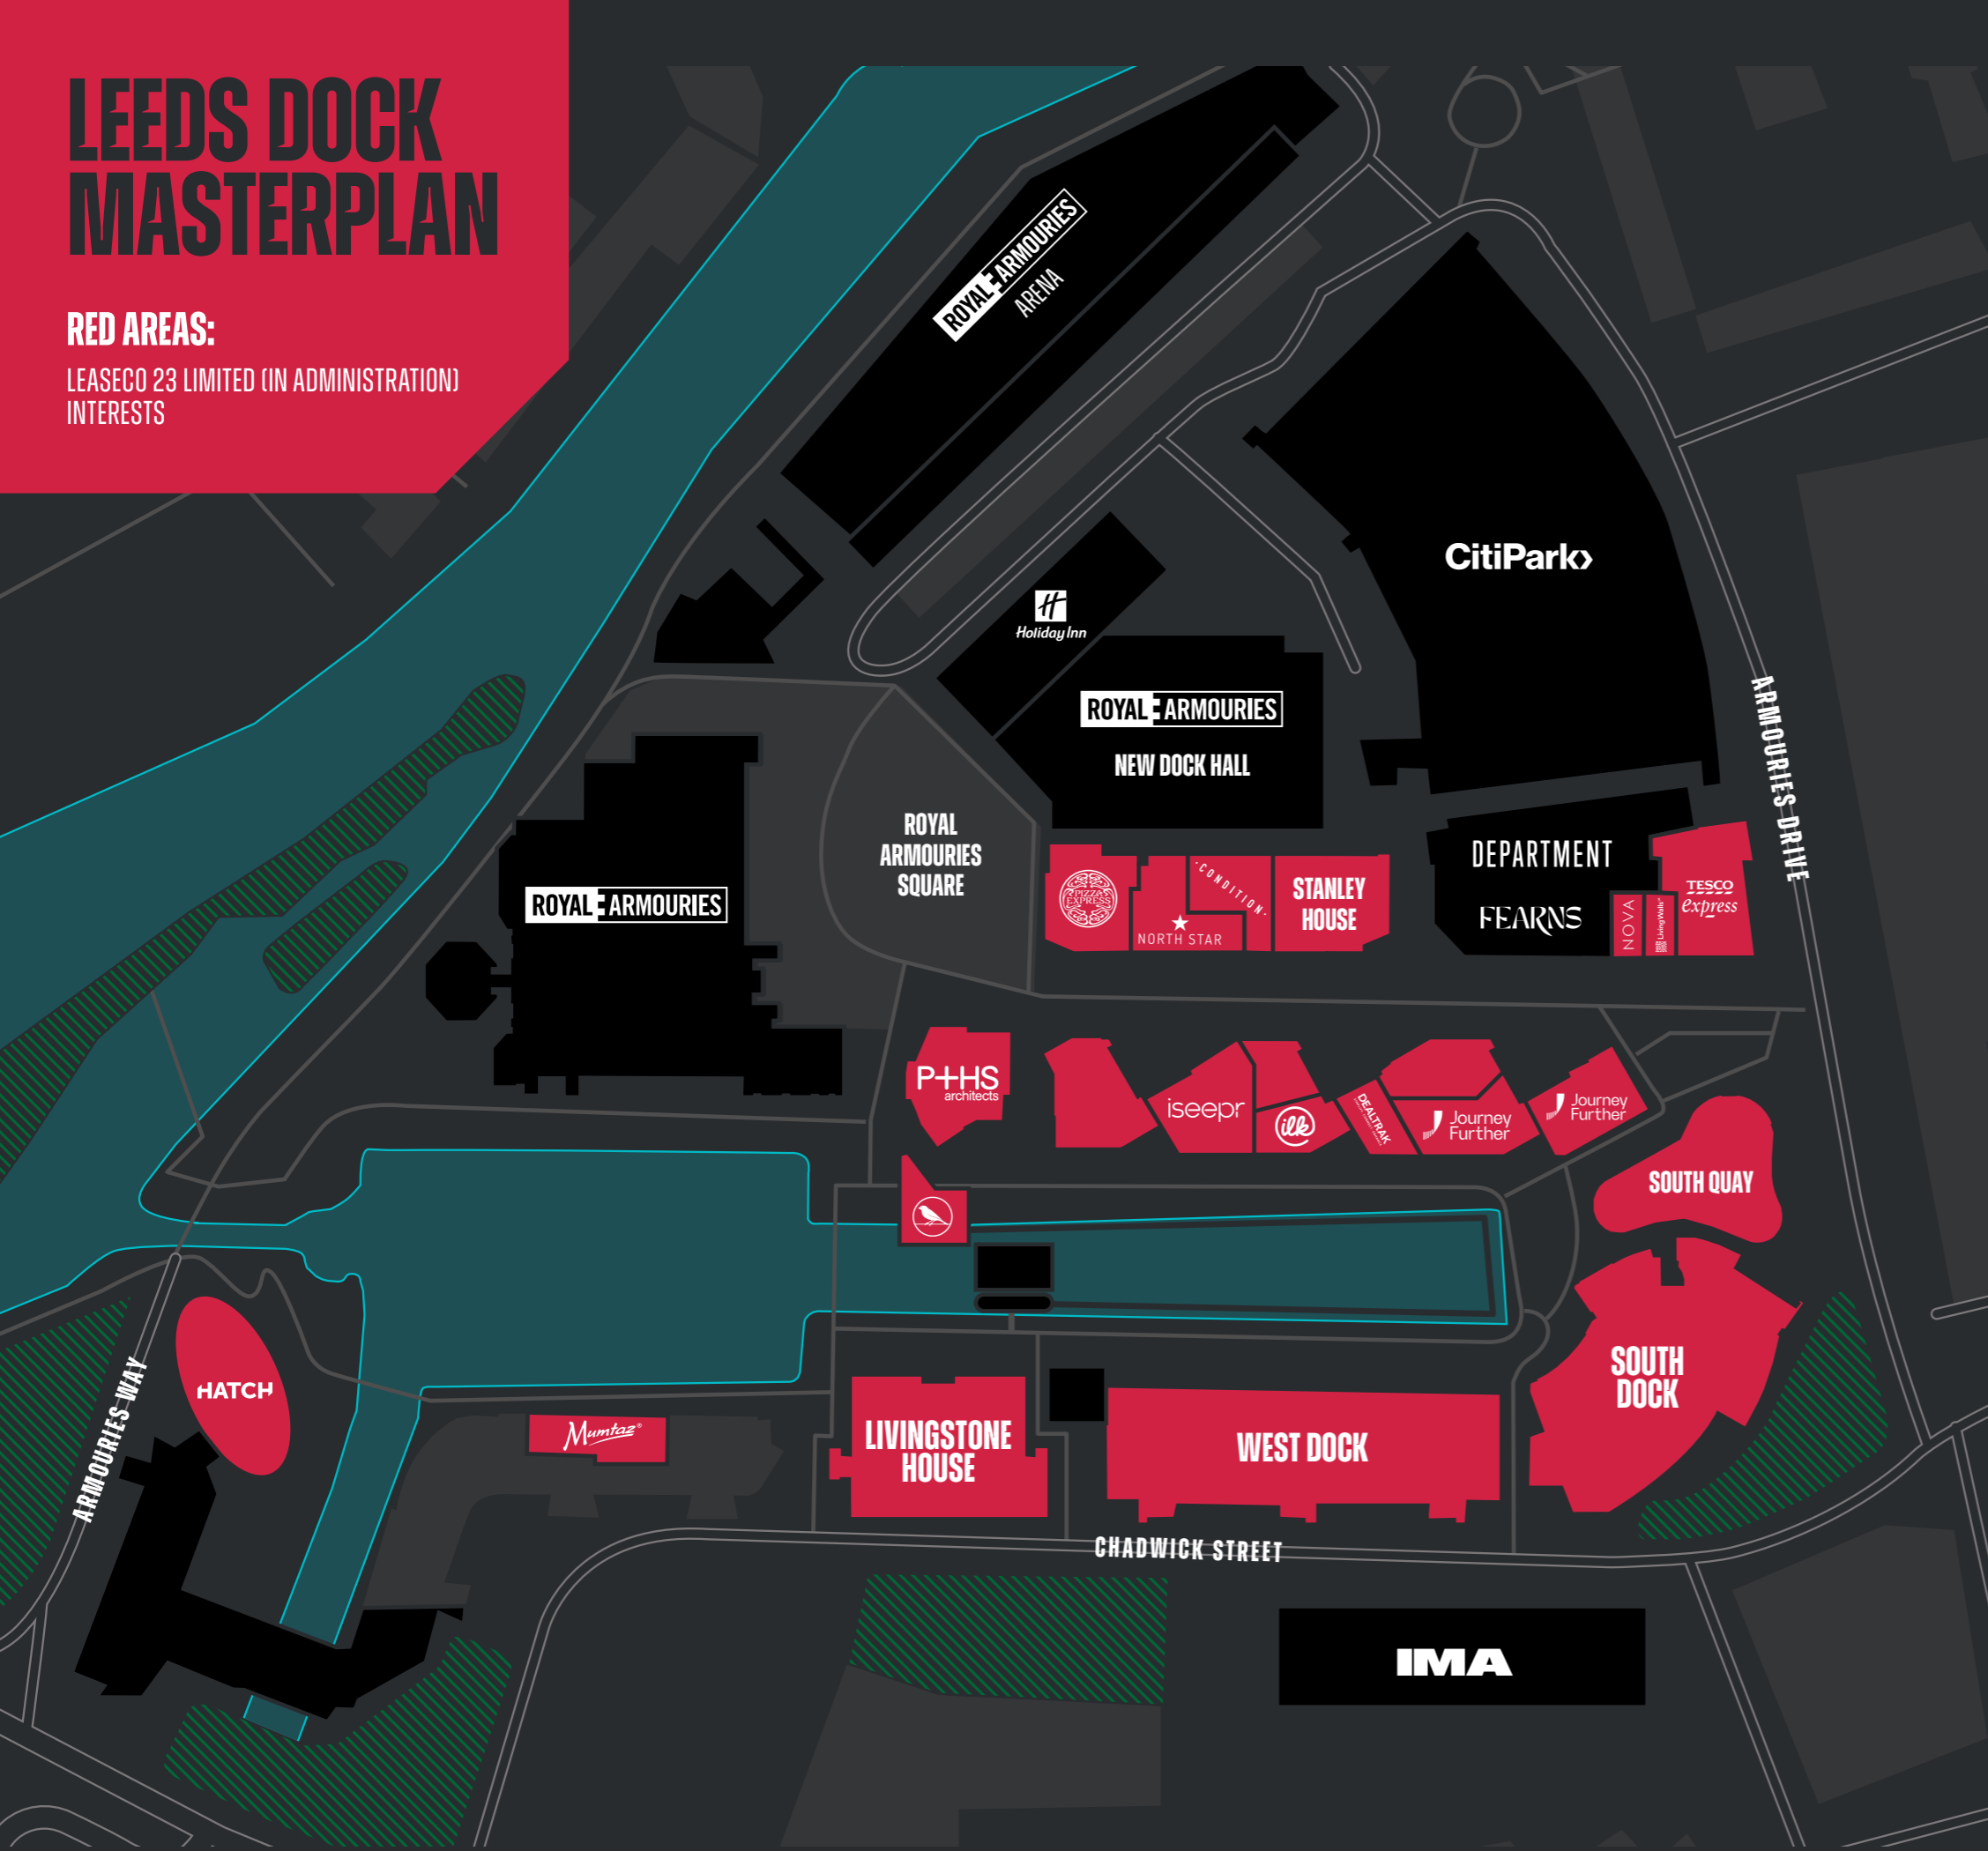 LEEDS DOCK
MASTERPLAN
RED AREAS:
LEASECO 23 LIMITED (IN ADMINISTRATION)
INTERESTS
ROYAL ARMOURIES
ARENA
CitiPark
Holiday Inn
ROYAL ARMOURIES
NEW DOCK HALL
ARMOURIES DRIVE
ROYAL
ARMOURIES
SQUARE
ROYAL ARMOURIES
PIZZA
EXPRESS
NORTH STAR
·CONDITION·
STANLEY
HOUSE
DEPARTMENT
FEARNS
NOVA
LivingWalls
TESCO
express
P+HS
architects
iseepr
ilk
DEALTRAK
Journey
Further
Journey
Further
SOUTH QUAY
SOUTH
DOCK
HATCH
ARMOURIES WAY
Mumtaz®
LIVINGSTONE
HOUSE
WEST DOCK
CHADWICK STREET
IMA